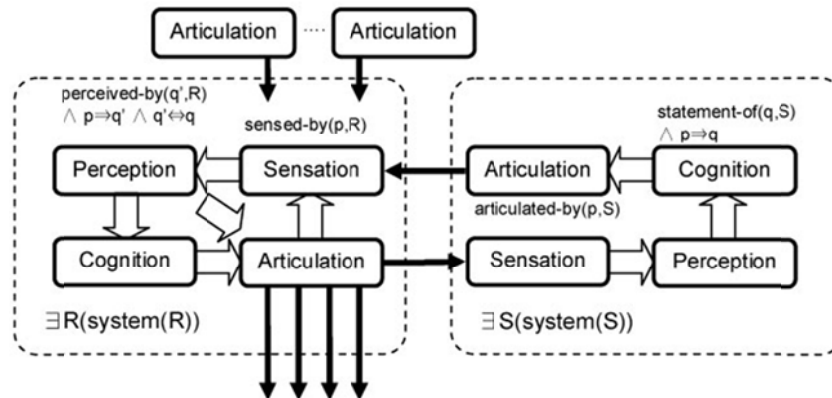 Articulation
Articulation
perceived-by(q',R)
∧ p⇒q' ∧ q'⇔q
sensed-by(p,R)
Perception
Sensation
Cognition
Articulation
∃R(system(R))
statement-of(q,S)
∧ p⇒q
Articulation
Cognition
articulated-by(p,S)
Sensation
Perception
∃S(system(S))